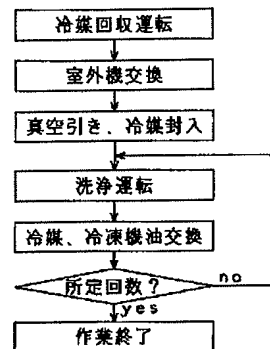 冷媒回収運転
室外機交換
真空引き、冷媒封入
洗浄運転
冷媒、冷凍機油交換
所定回数？
no
yes
作業終了